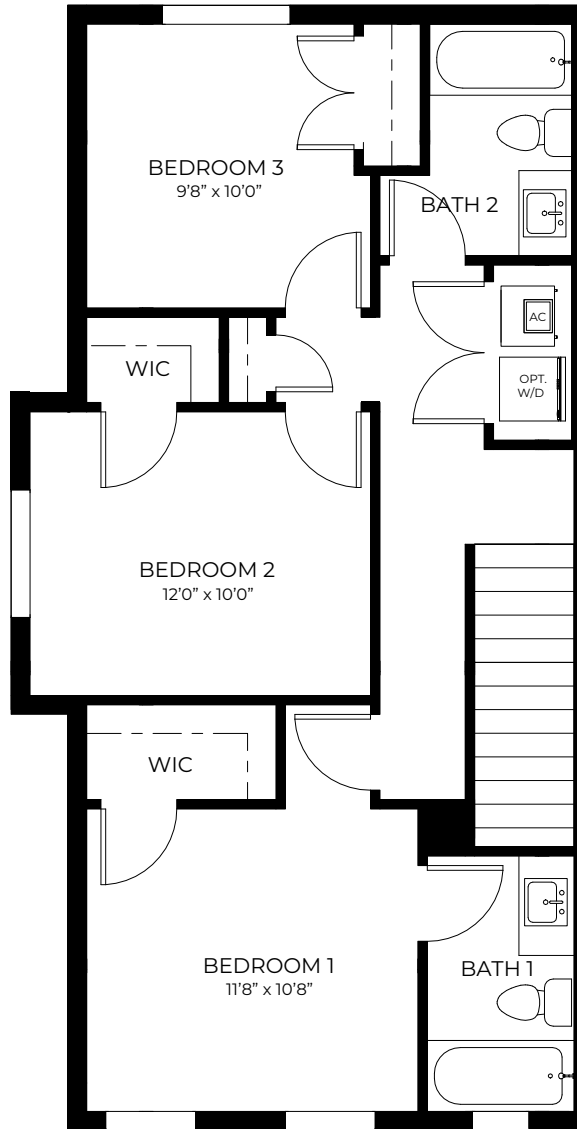 BEDROOM 3
9’8” x 10’0”
BATH 2
AC
OPT.
W/D
WIC
BEDROOM 2
12’0” x 10’0”
WIC
BEDROOM 1
11’8” x 10’8”
BATH 1